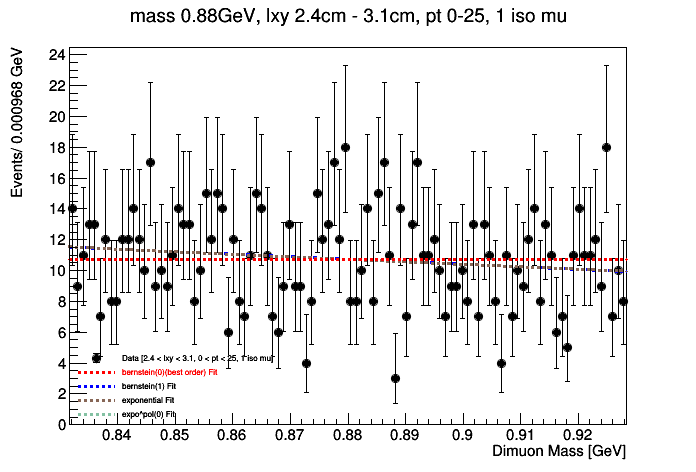 mass 0.88GeV, lxy 2.4cm - 3.1cm, pt 0-25, 1 iso mu
Events/ 0.000968 GeV
24
22
20
18
16
14
12
10
8
6
4
2
0
Data [2.4 < lxy < 3.1, 0 < pt < 25, 1 iso mu]
bernstein(0)(best order) Fit
bernstein(1) Fit
exponential Fit
expo*pol(0) Fit
0.84 0.85 0.86 0.87 0.88 0.89 0.9 0.91 0.92
Dimuon Mass [GeV]